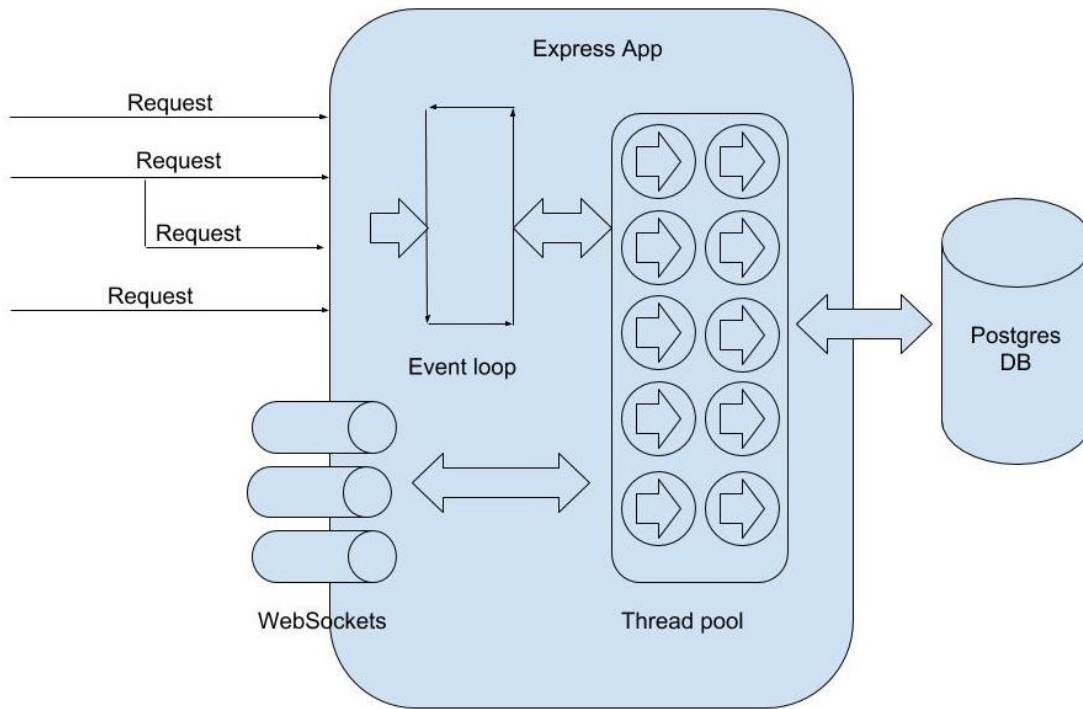 Express App
Request
Request
Request
Request
Event loop
Postgres
DB
WebSockets
Thread pool